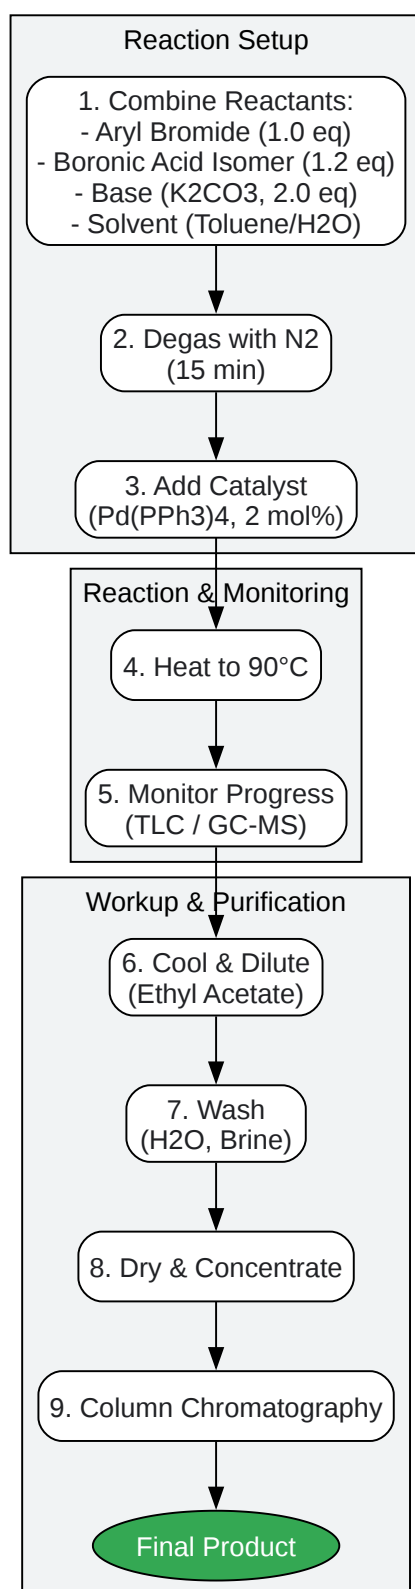 Reaction Setup
1. Combine Reactants:
- Aryl Bromide (1.0 eq)
- Boronic Acid Isomer (1.2 eq)
- Base (K2CO3, 2.0 eq)
- Solvent (Toluene/H2O)
2. Degas with N2
(15 min)
3. Add Catalyst
(Pd(PPh3)4, 2 mol%)
Reaction & Monitoring
4. Heat to 90°C
5. Monitor Progress
(TLC / GC-MS)
Workup & Purification
6. Cool & Dilute
(Ethyl Acetate)
7. Wash
(H2O, Brine)
8. Dry & Concentrate
9. Column Chromatography
Final Product